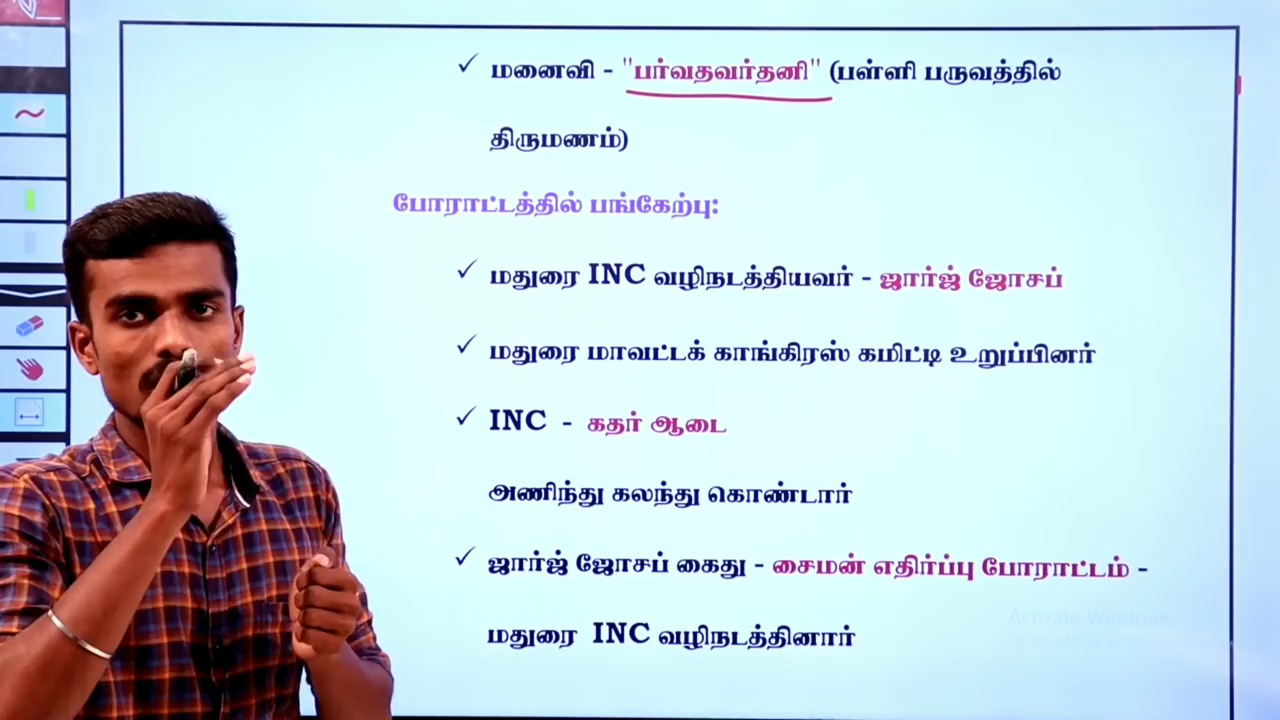 ✓ மனைவி - "பர்வதவர்தனி" (பள்ளி பருவத்தில்
திருமணம்)
போராட்டத்தில் பங்கேற்பு:
✓ மதுரை INC வழிநடத்தியவர் - ஜார்ஜ் ஜோசப்
✓ மதுரை மாவட்டக் காங்கிரஸ் கமிட்டி உறுப்பினர்
✓ INC - கதர் ஆடை
அணிந்து கலந்து கொண்டார்
✓ ஜார்ஜ் ஜோசப் கைது - சைமன் எதிர்ப்பு போராட்டம் -
மதுரை INC வழிநடத்தினார்
Activate Windows